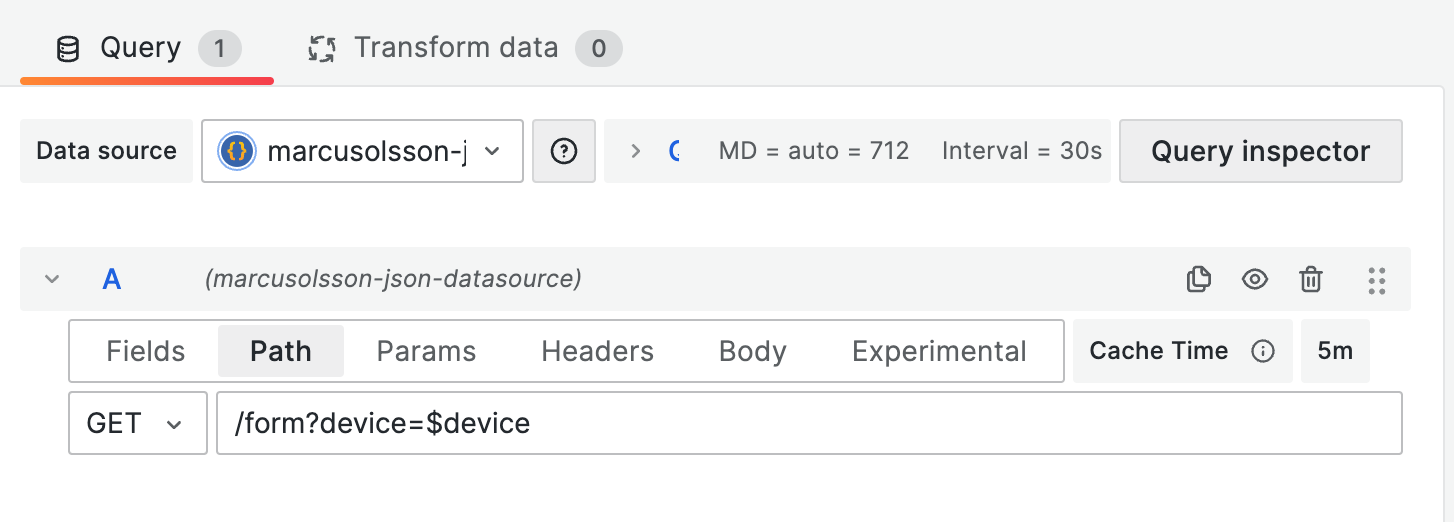 Query 1 Transform data 0
Data source {} marcusolsson-j MD = auto = 712 Interval = 30s Query inspector
A (marcusolsson-json-datasource)
Fields Path Params Headers Body Experimental Cache Time 5m
GET /form?device=$device